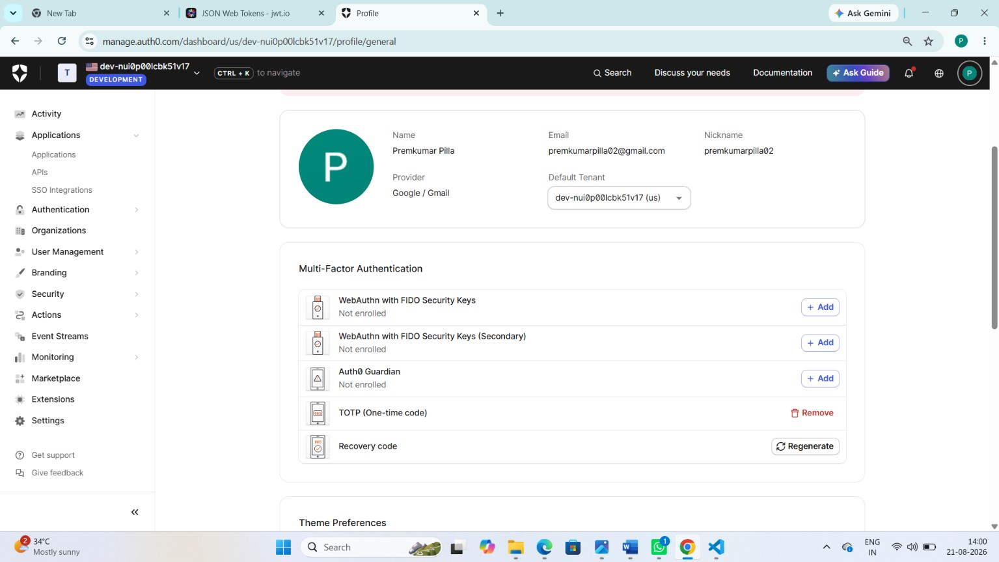 New Tab
JSON Web Tokens - jwt.io
Profile
Ask Gemini
manage.auth0.com/dashboard/us/dev-nui0p00lcbk51v17/profile/general
P
T
dev-nui0p00lcbk51v17
DEVELOPMENT
CTRL + K to navigate
Search
Discuss your needs
Documentation
Ask Guide
P
Activity
Applications
Applications
APIs
SSO Integrations
Authentication
Organizations
User Management
Branding
Security
Actions
Event Streams
Monitoring
Marketplace
Extensions
Settings
Get support
Give feedback
P
Name
Premkumar Pilla
Email
premkumarpilla02@gmail.com
Nickname
premkumarpilla02
Provider
Google / Gmail
Default Tenant
dev-nui0p00lcbk51v17 (us)
Multi-Factor Authentication
WebAuthn with FIDO Security Keys
Not enrolled
+ Add
WebAuthn with FIDO Security Keys (Secondary)
Not enrolled
+ Add
Auth0 Guardian
Not enrolled
+ Add
TOTP (One-time code)
Remove
Recovery code
Regenerate
Theme Preferences
2
34°C
Mostly sunny
Search
1
ENG
IN
14:00
21-08-2026